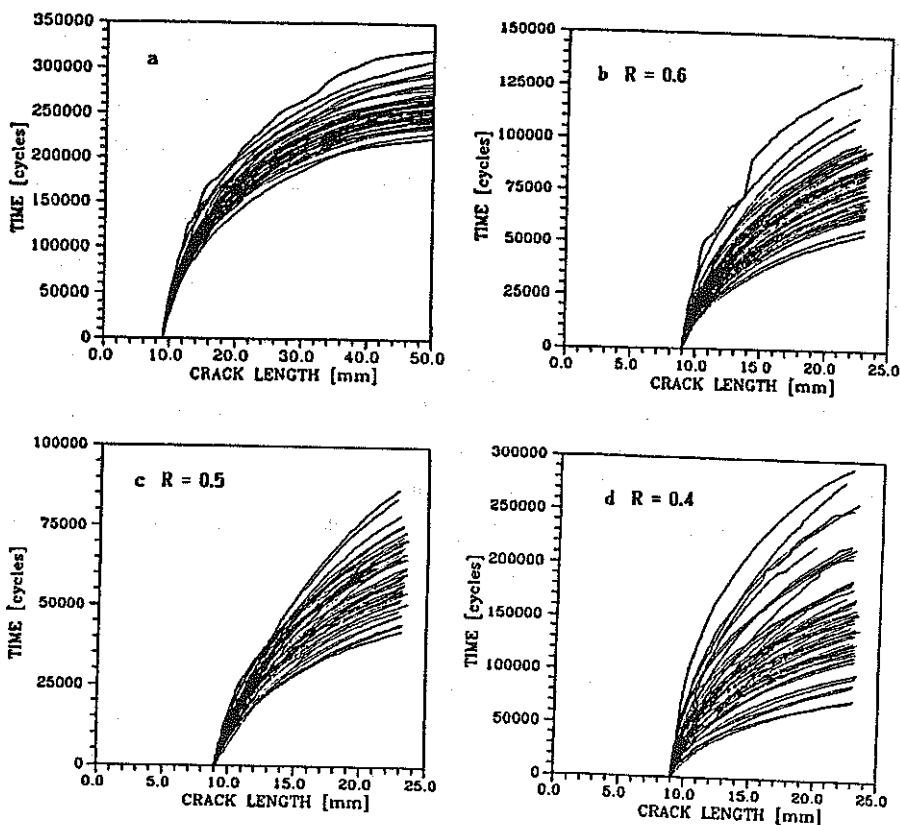 350000
300000
250000
200000
150000
100000
50000
0
TIME [cycles]
a
0.0 10.0 20.0 30.0 40.0 50.0
CRACK LENGTH [mm]
150000
125000
100000
75000
50000
25000
0
TIME [cycles]
b R = 0.6
0.0 5.0 10.0 15.0 20.0 25.0
CRACK LENGTH [mm]
100000
75000
50000
25000
0
TIME [cycles]
c R = 0.5
0.0 5.0 10.0 15.0 20.0 25.0
CRACK LENGTH [mm]
300000
250000
200000
150000
100000
50000
0
TIME [cycles]
d R = 0.4
0.0 5.0 10.0 15.0 20.0 25.0
CRACK LENGTH [mm]